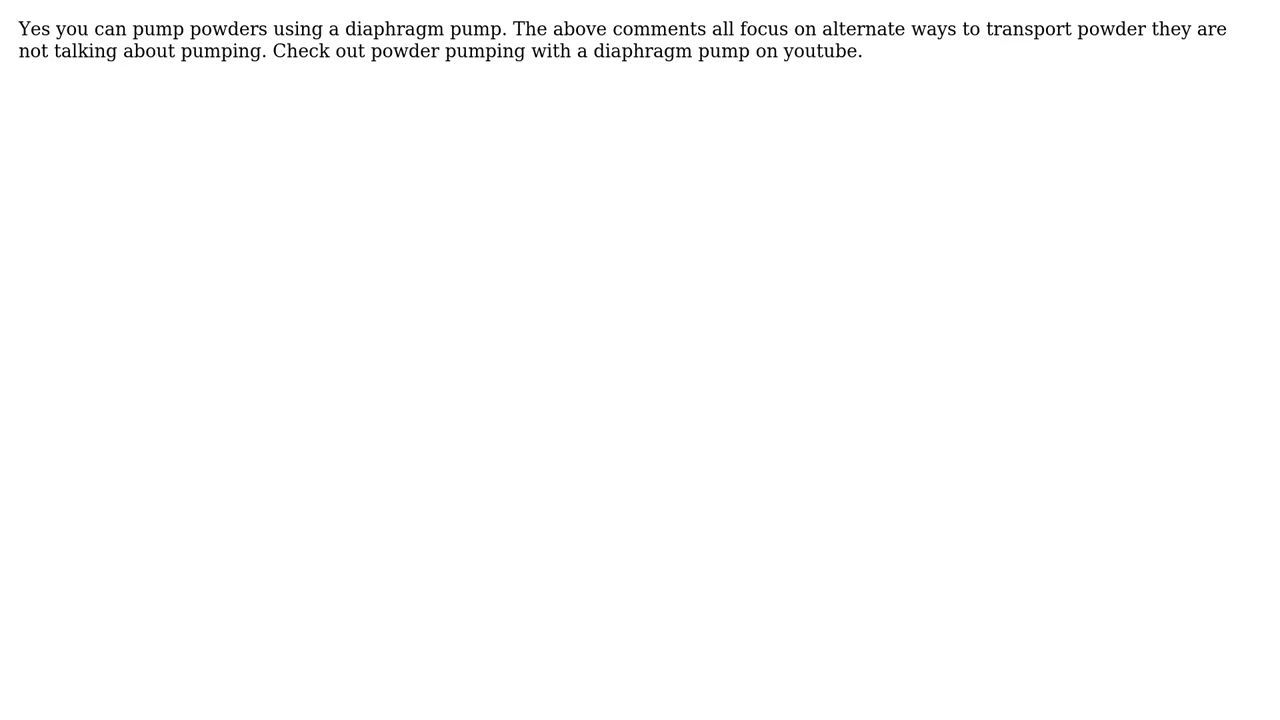 Yes you can pump powders using a diaphragm pump. The above comments all focus on alternate ways to transport powder they are
not talking about pumping. Check out powder pumping with a diaphragm pump on youtube.